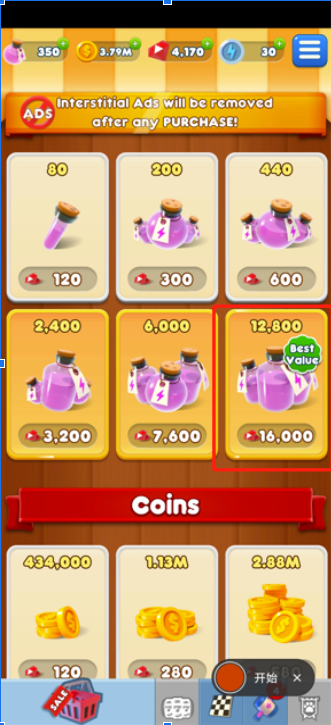 350 3.79M 4,170 30
ADS
Interstitial Ads will be removed
after any PURCHASE!
80 200 440
120 300 600
2,400 6,000 12,800
Best
Value
3,200 7,600 16,000
Coins
434,000 1.13M 2.88M
120 280
开始 ×
SALE